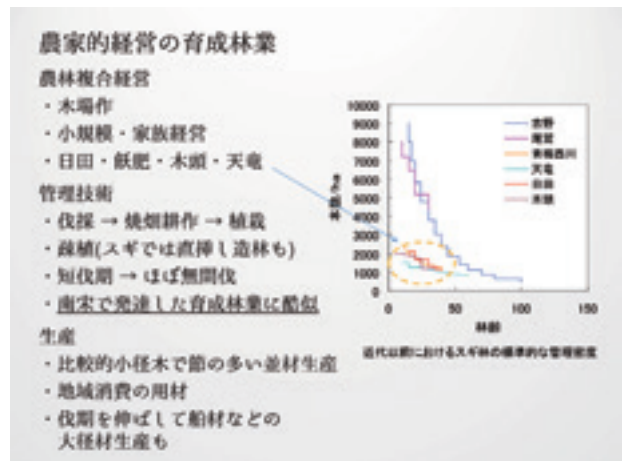 農家的経営の育成林業
農林複合経営
・木場作
・小規模・家族経営
・日田・飫肥・木頭・天竜
管理技術
・伐採 → 焼畑耕作 → 植栽
・疎植(スギでは直挿し造林も)
・短伐期 → ほぼ無間伐
・南宋で発達した育成林業に酷似
生産
・比較的小径木で節の多い並材生産
・地域消費の用材
・伐期を伸ばして船材などの
大径材生産も
10000
9000
8000
7000
6000
5000
4000
3000
2000
1000
0
本数/ha
吉野
尾鷲
青梅西川
天竜
日田
木頭
0 50 100 150
林齢
近代以前におけるスギ林の標準的な管理密度